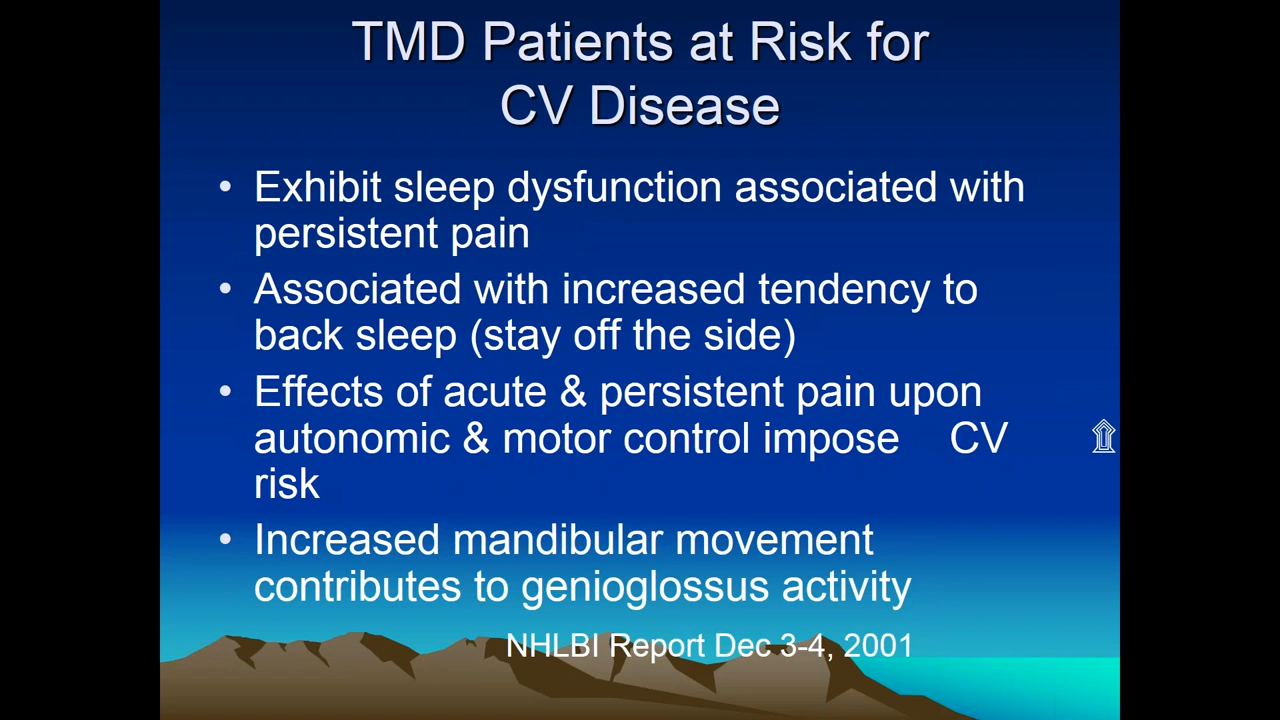 TMD Patients at Risk for
CV Disease
• Exhibit sleep dysfunction associated with
persistent pain
• Associated with increased tendency to
back sleep (stay off the side)
• Effects of acute & persistent pain upon
autonomic & motor control impose CV ⇑
risk
• Increased mandibular movement
contributes to genioglossus activity
NHLBI Report Dec 3-4, 2001